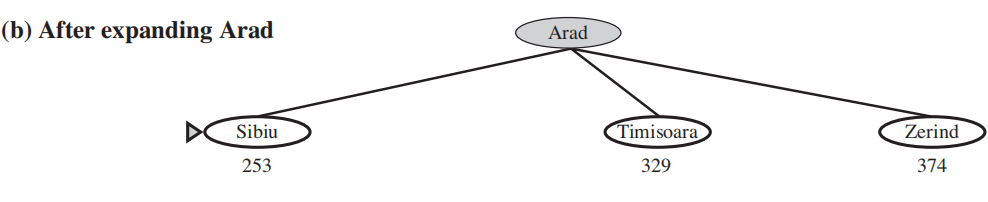 (b) After expanding Arad
Arad
Sibiu
Timisoara
Zerind
253
329
374